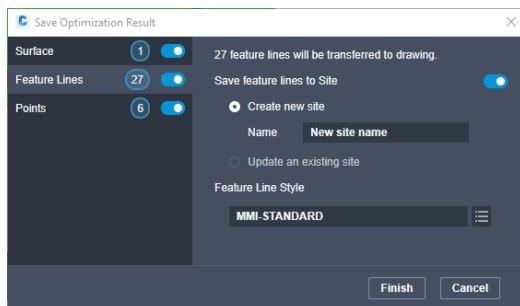 Save Optimization Result
Surface 1
Feature Lines 27
Points 6
27 feature lines will be transferred to drawing.
Save feature lines to Site
Create new site
Name New site name
Update an existing site
Feature Line Style
MMI-STANDARD
Finish Cancel